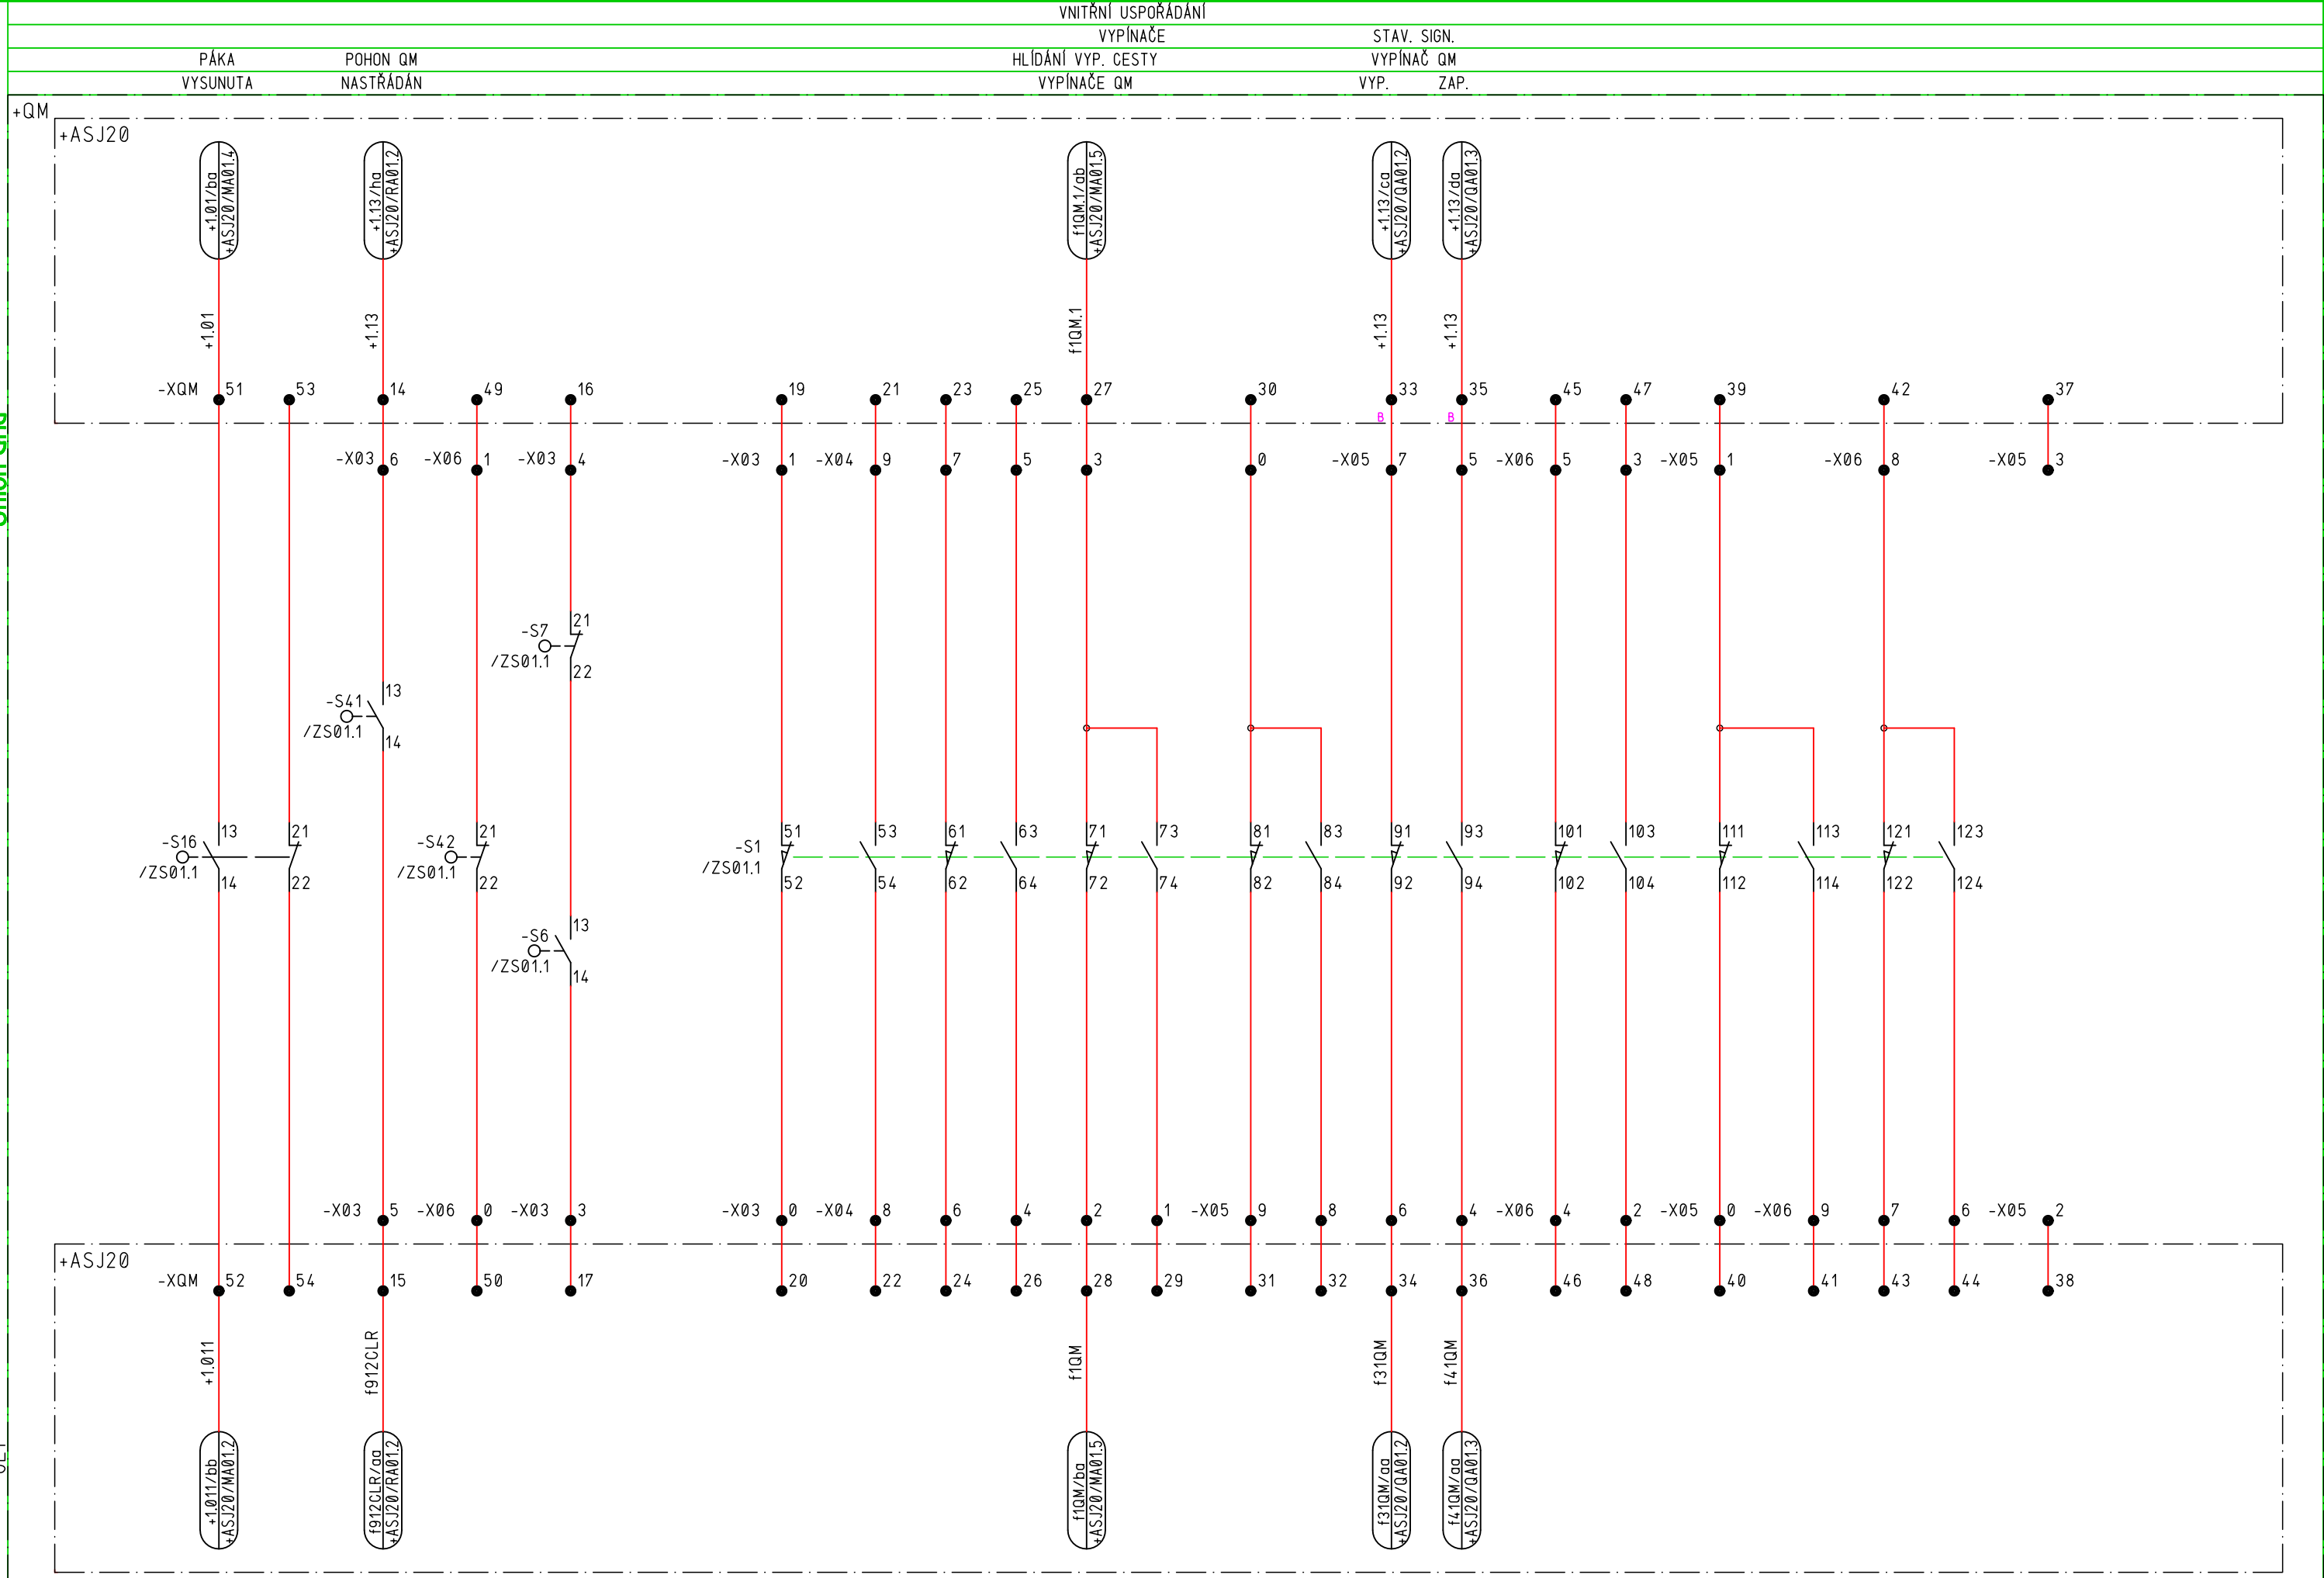 VNITŘNÍ USPOŘÁDÁNÍ
VYPÍNAČE STAV. SIGN.
PÁKA POHON QM HLÍDÁNÍ VYP. CESTY VYPÍNAČ QM
VYSUNUTA NASTŘÁDÁN VYPÍNAČE QM VYP. ZAP.
+QM
+ASJ20
+1.01/ba
+ASJ20/MA01.4
+1.13/ha
+ASJ20/RA01.2
f1QM.1/ab
+ASJ20/MA01.5
+1.13/ca
+ASJ20/QA01.2
+1.13/da
+ASJ20/QA01.3
+1.01 +1.13 f1QM.1 +1.13 +1.13
-XQM 51 53 14 49 16 19 21 23 25 27 30 33 35 45 47 39 42 37
B B
-X03 6 -X06 1 -X03 4 -X03 1 -X04 9 7 5 3 0 -X05 7 5 -X06 5 3 -X05 1 -X06 8 -X05 3
-S7 21
/ZS01.1 22
-S41 13
/ZS01.1 14
-S16 13 21 -S42 21 -S1 51 53 61 63 71 73 81 83 91 93 101 103 111 113 121 123
/ZS01.1 14 22 /ZS01.1 22 /ZS01.1 52 54 62 64 72 74 82 84 92 94 102 104 112 114 122 124
-S6 13
/ZS01.1 14
-X03 5 -X06 0 -X03 3 -X03 0 -X04 8 6 4 2 1 -X05 9 8 6 4 -X06 4 2 -X05 0 -X06 9 7 6 -X05 2
+ASJ20
-XQM 52 54 15 50 17 20 22 24 26 28 29 31 32 34 36 46 48 40 41 43 44 38
+1.011 f912CLR f1QM f31QM f41QM
+1.011/bb
+ASJ20/MA01.2
f912CLR/aa
+ASJ20/RA01.2
f1QM/ba
+ASJ20/MA01.5
f31QM/aa
+ASJ20/QA01.2
f41QM/aa
+ASJ20/QA01.3